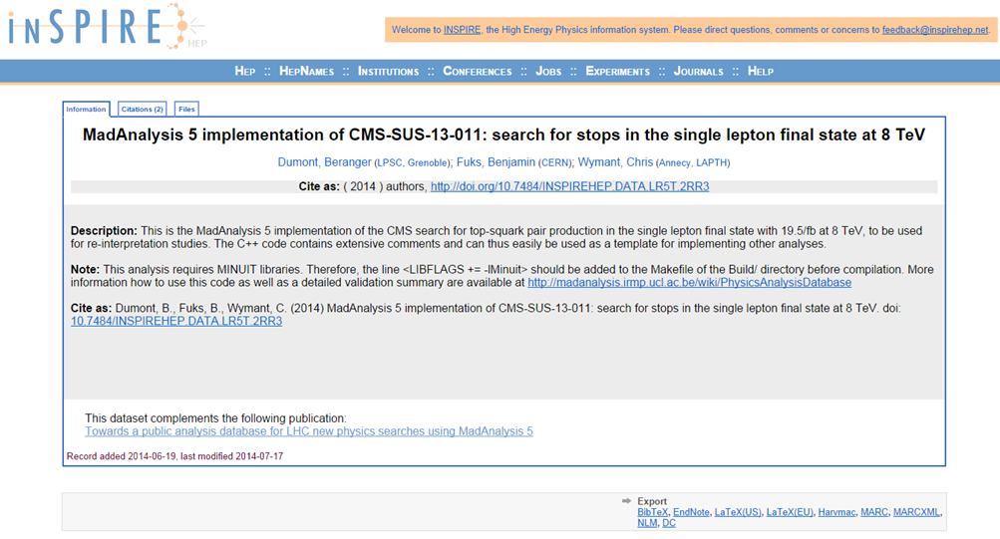 inSPIRE HEP
Welcome to INSPIRE, the High Energy Physics information system. Please direct questions, comments or concerns to feedback@inspirehep.net.
HEP :: HEPNAMES :: INSTITUTIONS :: CONFERENCES :: JOBS :: EXPERIMENTS :: JOURNALS :: HELP
Information Citations (2) Files
MadAnalysis 5 implementation of CMS-SUS-13-011: search for stops in the single lepton final state at 8 TeV
Dumont, Beranger (LPSC, Grenoble); Fuks, Benjamin (CERN); Wymant, Chris (Annecy, LAPTH)
Cite as: ( 2014 ) authors, http://doi.org/10.7484/INSPIREHEP.DATA.LR5T.2RR3
Description: This is the MadAnalysis 5 implementation of the CMS search for top-squark pair production in the single lepton final state with 19.5/fb at 8 TeV, to be used
for re-interpretation studies. The C++ code contains extensive comments and can thus easily be used as a template for implementing other analyses.
Note: This analysis requires MINUIT libraries. Therefore, the line <LIBFLAGS += -lMinuit> should be added to the Makefile of the Build/ directory before compilation. More
information how to use this code as well as a detailed validation summary are available at http://madanalysis.irmp.ucl.ac.be/wiki/PhysicsAnalysisDatabase
Cite as: Dumont, B., Fuks, B., Wymant, C. (2014) MadAnalysis 5 implementation of CMS-SUS-13-011: search for stops in the single lepton final state at 8 TeV. doi:
10.7484/INSPIREHEP.DATA.LR5T.2RR3
This dataset complements the following publication:
Towards a public analysis database for LHC new physics searches using MadAnalysis 5
Record added 2014-06-19, last modified 2014-07-17
Export
BibTeX, EndNote, LaTeX(US), LaTeX(EU), Harvmac, MARC, MARCXML,
NLM, DC